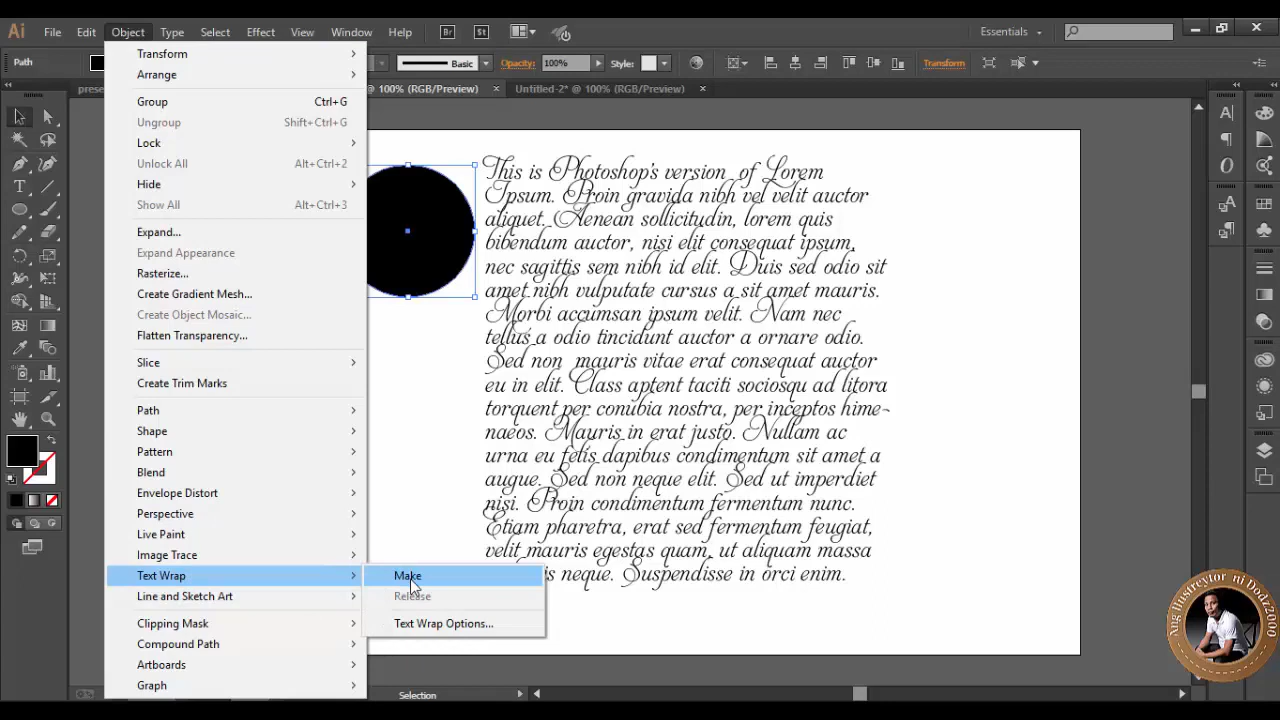 Ai File Edit Object Type Select Effect View Window Help Br St Essentials
Path Basic Opacity: 100% Style: Transform
@ 100% (RGB/Preview) × Untitled-2* @ 100% (RGB/Preview) ×
Transform
Arrange
Group Ctrl+G
Ungroup Shift+Ctrl+G
Lock
Unlock All Alt+Ctrl+2
Hide
Show All Alt+Ctrl+3
Expand...
Expand Appearance
Rasterize...
Create Gradient Mesh...
Create Object Mosaic...
Flatten Transparency...
Slice
Create Trim Marks
Path
Shape
Pattern
Blend
Envelope Distort
Perspective
Live Paint
Image Trace
Text Wrap
Line and Sketch Art
Clipping Mask
Compound Path
Artboards
Graph
Make
Release
Text Wrap Options...
This is Photoshop's version of Lorem
Ipsum. Proin gravida nibh vel velit auctor
aliquet. Aenean sollicitudin, lorem quis
bibendum auctor, nisi elit consequat ipsum,
nec sagittis sem nibh id elit. Duis sed odio sit
amet nibh vulputate cursus a sit amet mauris.
Morbi accumsan ipsum velit. Nam nec
tellus a odio tincidunt auctor a ornare odio.
Sed non mauris vitae erat consequat auctor
eu in elit. Class aptent taciti sociosqu ad litora
torquent per conubia nostra, per inceptos hime-
naeos. Mauris in erat justo. Nullam ac
urna eu felis dapibus condimentum sit amet a
augue. Sed non neque elit. Sed ut imperdiet
nisi. Proin condimentum fermentum nunc.
Etiam pharetra, erat sed fermentum feugiat,
velit mauris egestas quam, ut aliquam massa
neque. Suspendisse in orci enim.
Selection
Ang Ilustreytor ni Dodz2000